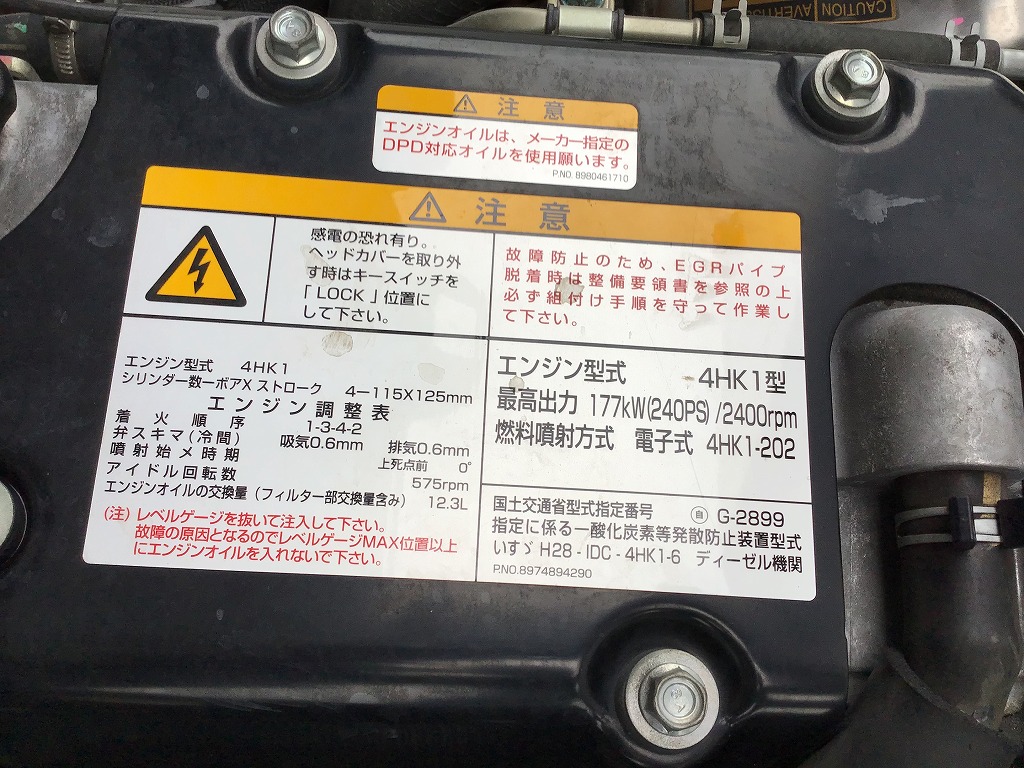 CAUTION
AVERTISS
⚠ 注意
エンジンオイルは、メーカー指定の
DPD対応オイルを使用願います。
P.NO. 8980461710
⚠ 注意
感電の恐れ有り。
ヘッドカバーを取り外
す時はキースイッチを
「LOCK」位置に
して下さい。
故障防止のため、EGRパイプ
脱着時は整備要領書を参照の上
必ず組付け手順を守って作業し
て下さい。
エンジン型式 4HK1
シリンダー数ーボアXストローク 4-115X125mm
エンジン調整表
着火順序 1-3-4-2
弁スキマ(冷間) 吸気0.6mm 排気0.6mm
噴射始メ時期 上死点前 0°
アイドル回転数 575rpm
エンジンオイルの交換量(フィルター部交換量含み) 12.3L
(注)レベルゲージを抜いて注入して下さい。
故障の原因となるのでレベルゲージMAX位置以上
にエンジンオイルを入れないで下さい。
エンジン型式 4HK1型
最高出力 177kW(240PS)/2400rpm
燃料噴射方式 電子式 4HK1-202
国土交通省型式指定番号 ㉂ G-2899
指定に係る一酸化炭素等発散防止装置型式
いすゞ H28-IDC-4HK1-6 ディーゼル機関
P.NO.8974894290